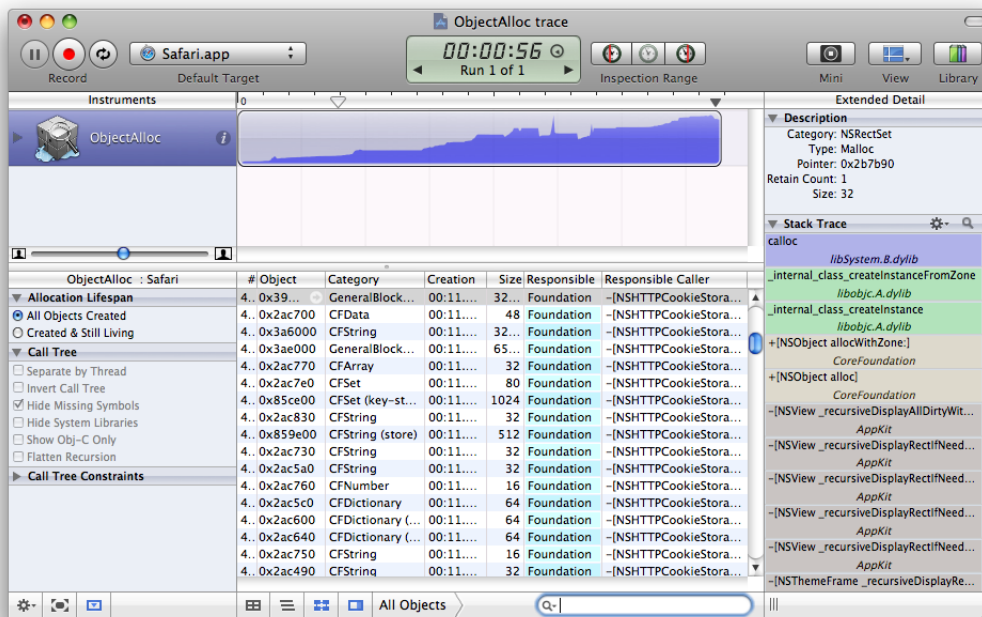 ObjectAlloc trace
Safari.app
00:00:56
Run 1 of 1
Record
Default Target
Inspection Range
Mini
View
Library
Instruments
0
Extended Detail
ObjectAlloc
Description
Category: NSRectSet
Type: Malloc
Pointer: 0x2b7b90
Retain Count: 1
Size: 32
Stack Trace
calloc
libSystem.B.dylib
_internal_class_createInstanceFromZone
libobjc.A.dylib
_internal_class_createInstance
libobjc.A.dylib
+[NSObject allocWithZone:]
CoreFoundation
+[NSObject alloc]
CoreFoundation
-[NSView _recursiveDisplayAllDirtyWit...
AppKit
-[NSView _recursiveDisplayRectIfNeed...
AppKit
-[NSView _recursiveDisplayRectIfNeed...
AppKit
-[NSView _recursiveDisplayRectIfNeed...
AppKit
-[NSView _recursiveDisplayRectIfNeed...
AppKit
-[NSThemeFrame _recursiveDisplayRe...
ObjectAlloc : Safari
Allocation Lifespan
All Objects Created
Created & Still Living
Call Tree
Separate by Thread
Invert Call Tree
Hide Missing Symbols
Hide System Libraries
Show Obj-C Only
Flatten Recursion
Call Tree Constraints
# Object Category Creation Size Responsible Responsible Caller
4.. 0x39... GeneralBlock... 00:11.... 32... Foundation -[NSHTTPCookieStora...
4.. 0x2ac700 CFData 00:11.... 48 Foundation -[NSHTTPCookieStora...
4.. 0x3a6000 CFString 00:11.... 32... Foundation -[NSHTTPCookieStora...
4.. 0x3ae000 GeneralBlock... 00:11.... 65... Foundation -[NSHTTPCookieStora...
4.. 0x2ac770 CFArray 00:11.... 32 Foundation -[NSHTTPCookieStora...
4.. 0x2ac7e0 CFSet 00:11.... 80 Foundation -[NSHTTPCookieStora...
4.. 0x85ce00 CFSet (key-st... 00:11.... 1024 Foundation -[NSHTTPCookieStora...
4.. 0x2ac830 CFString 00:11.... 32 Foundation -[NSHTTPCookieStora...
4.. 0x859e00 CFString (store) 00:11.... 512 Foundation -[NSHTTPCookieStora...
4.. 0x2ac730 CFString 00:11.... 32 Foundation -[NSHTTPCookieStora...
4.. 0x2ac5a0 CFString 00:11.... 32 Foundation -[NSHTTPCookieStora...
4.. 0x2ac760 CFNumber 00:11.... 16 Foundation -[NSHTTPCookieStora...
4.. 0x2ac5c0 CFDictionary 00:11.... 64 Foundation -[NSHTTPCookieStora...
4.. 0x2ac600 CFDictionary (... 00:11.... 64 Foundation -[NSHTTPCookieStora...
4.. 0x2ac640 CFDictionary (... 00:11.... 64 Foundation -[NSHTTPCookieStora...
4.. 0x2ac750 CFString 00:11.... 16 Foundation -[NSHTTPCookieStora...
4.. 0x2ac490 CFString 00:11.... 32 Foundation -[NSHTTPCookieStora...
All Objects